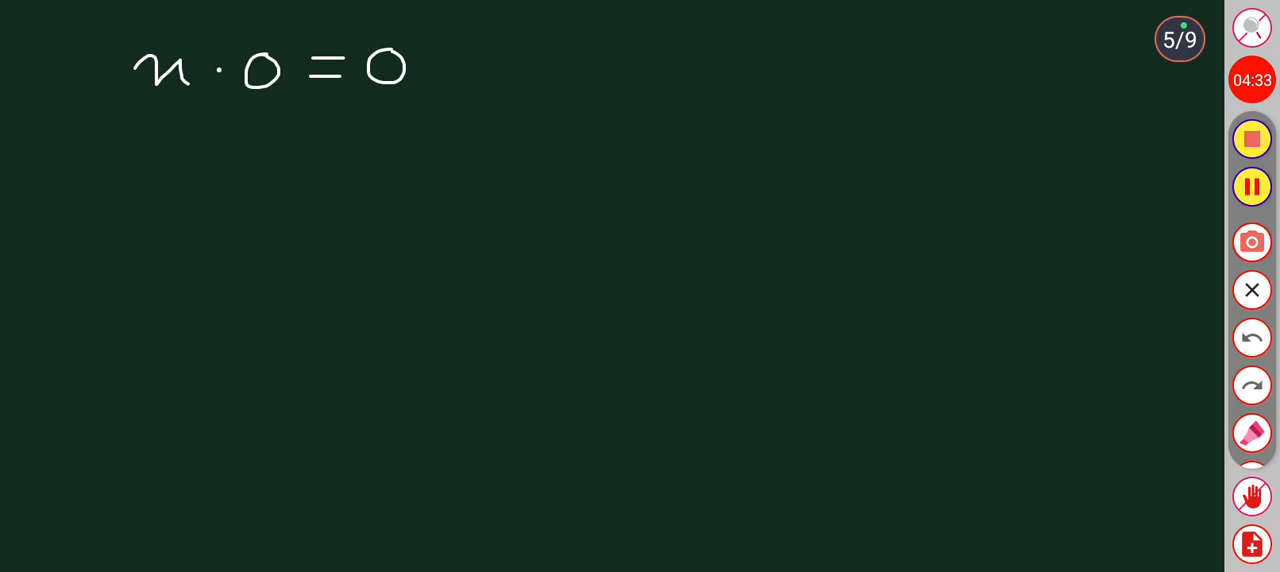 x · 0 = 0
5/9
04:33